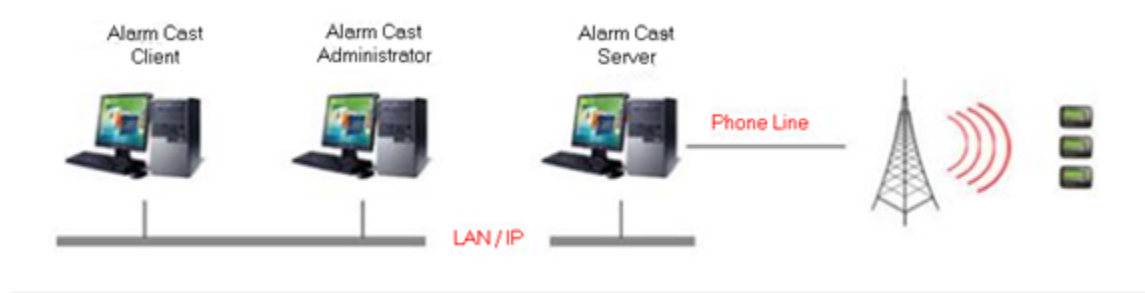 Alarm Cast
Client
Alarm Cast
Administrator
Alarm Cast
Server
Phone Line
LAN / IP